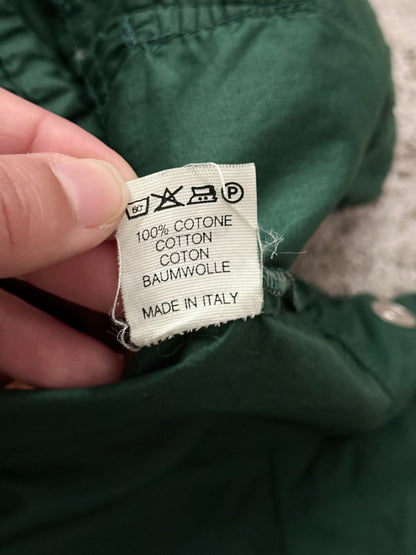 P
100% COTONE
COTTON
COTON
BAUMWOLLE
MADE IN ITALY